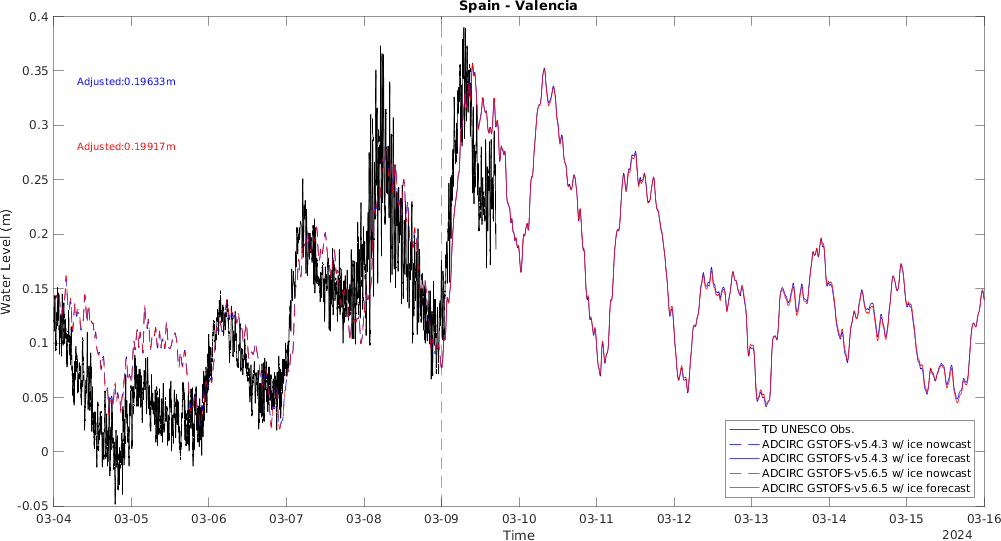 Spain - Valencia
0.4
0.35
0.3
0.25
0.2
0.15
0.1
0.05
0
-0.05
Water Level (m)
Adjusted:0.19633m
Adjusted:0.19917m
TD UNESCO Obs.
ADCIRC GSTOFS-v5.4.3 w/ ice nowcast
ADCIRC GSTOFS-v5.4.3 w/ ice forecast
ADCIRC GSTOFS-v5.6.5 w/ ice nowcast
ADCIRC GSTOFS-v5.6.5 w/ ice forecast
03-04 03-05 03-06 03-07 03-08 03-09 03-10 03-11 03-12 03-13 03-14 03-15 03-16
Time
2024